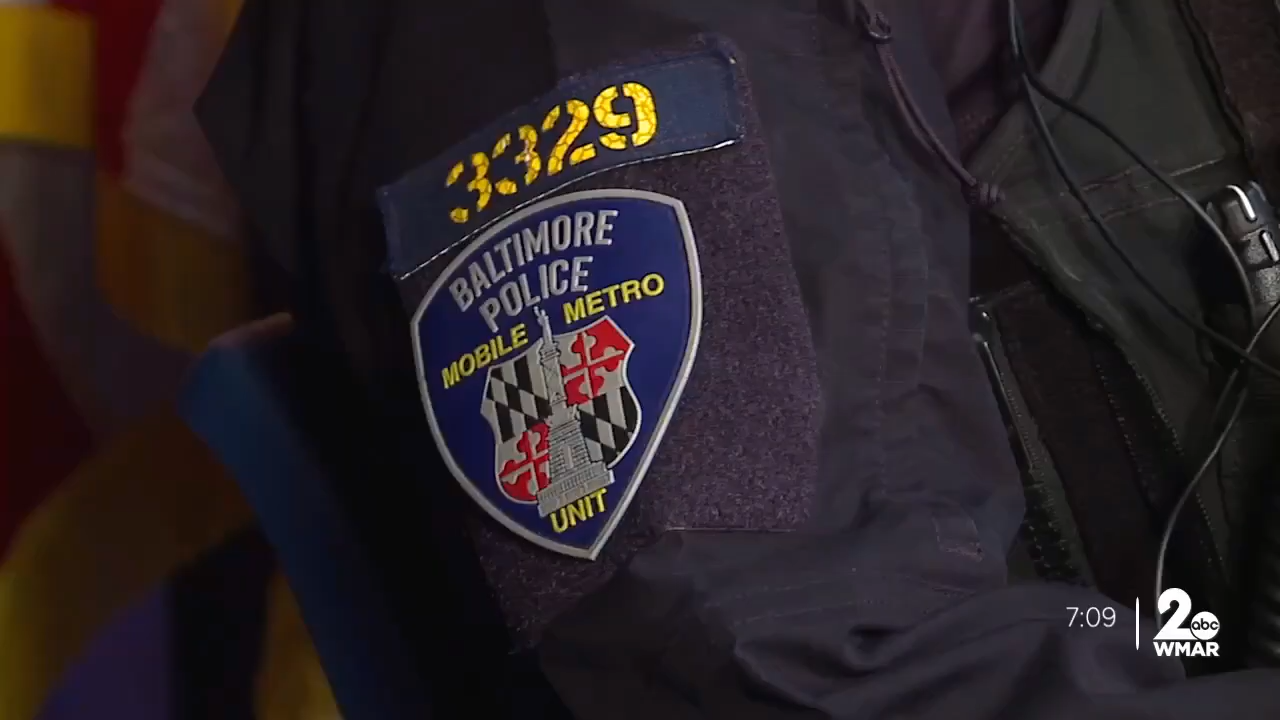 3329
BALTIMORE
POLICE
MOBILE METRO
UNIT
7:09
2 abc
WMAR